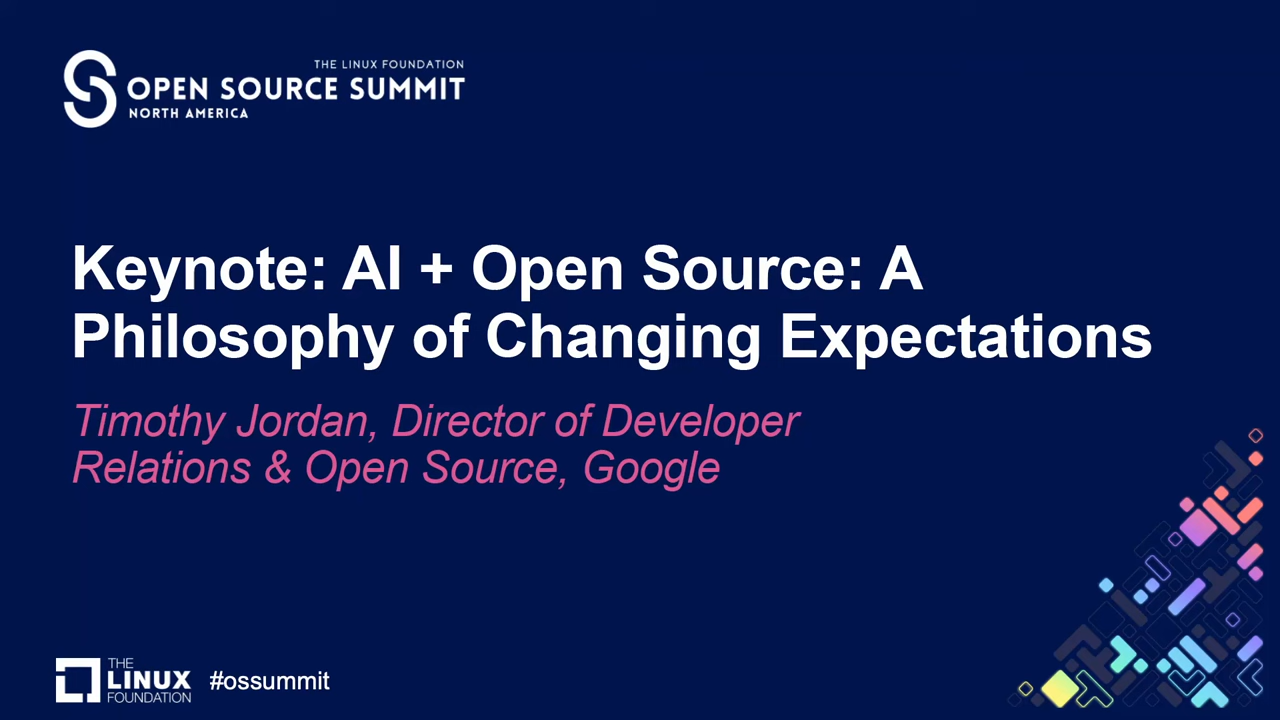 THE LINUX FOUNDATION
OPEN SOURCE SUMMIT
NORTH AMERICA
Keynote: AI + Open Source: A
Philosophy of Changing Expectations
Timothy Jordan, Director of Developer
Relations & Open Source, Google
THE
LINUX
FOUNDATION
#ossummit